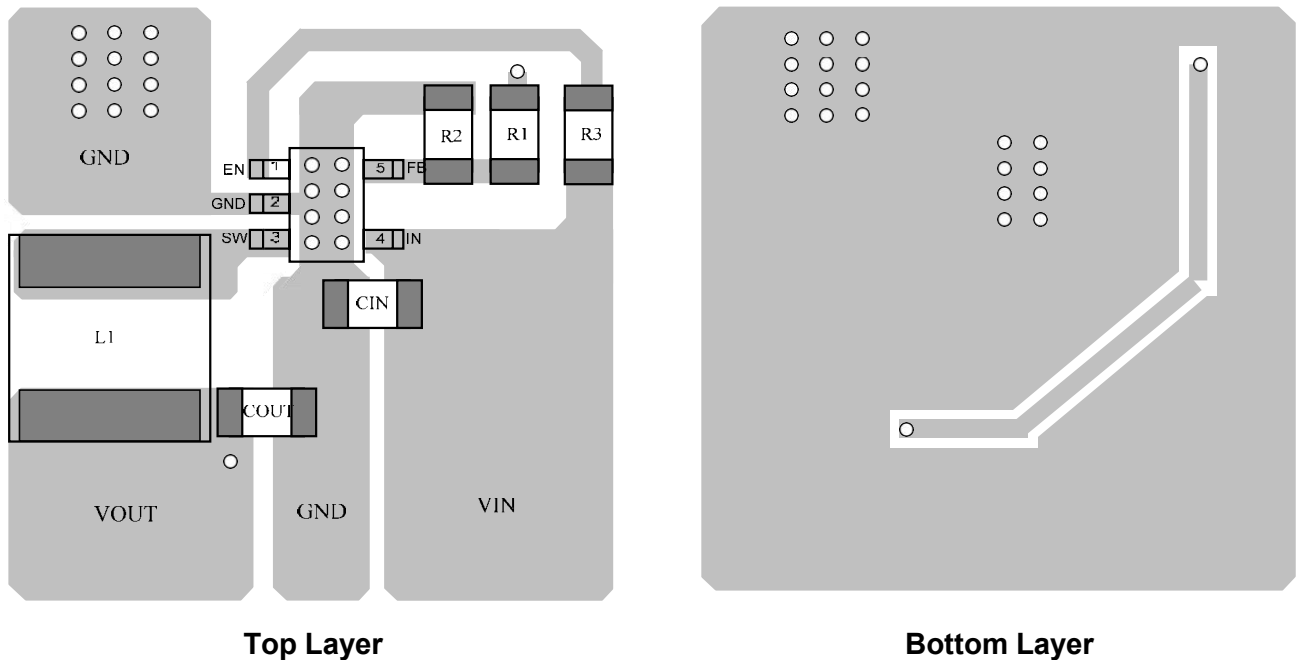 GND
R2
R1
R3
EN
1
5
FB
GND
2
SW
3
4
IN
CIN
L1
COUT
VOUT
GND
VIN
Top Layer
Bottom Layer